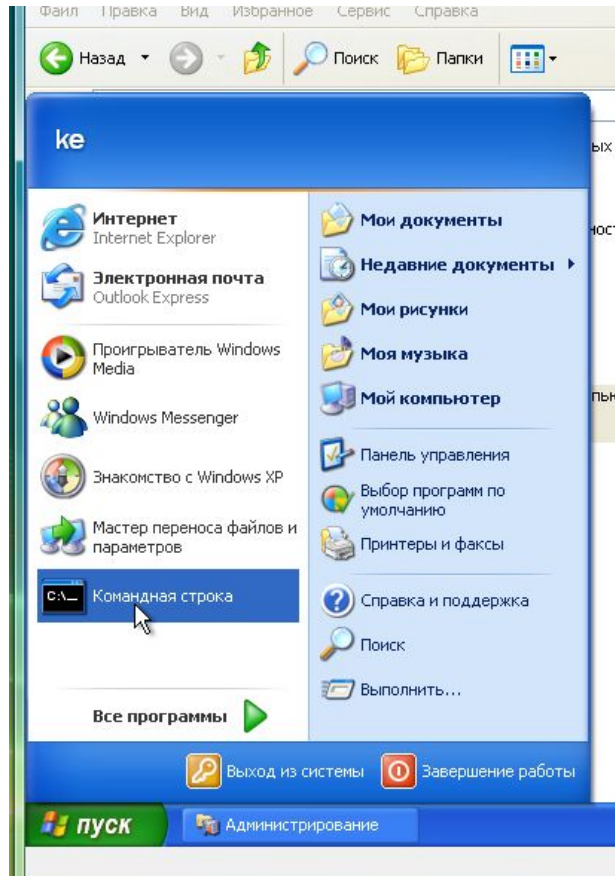 Файл Правка Вид Избранное Сервис Справка
Назад Поиск Папки
ke
ых
Интернет
Internet Explorer
Электронная почта
Outlook Express
Проигрыватель Windows
Media
Windows Messenger
Знакомство с Windows XP
Мастер переноса файлов и
параметров
C:\_ Командная строка
Все программы
Мои документы
Недавние документы
Мои рисунки
Моя музыка
Мой компьютер
Панель управления
Выбор программ по
умолчанию
Принтеры и факсы
Справка и поддержка
Поиск
Выполнить...
Выход из системы Завершение работы
пуск Администрирование